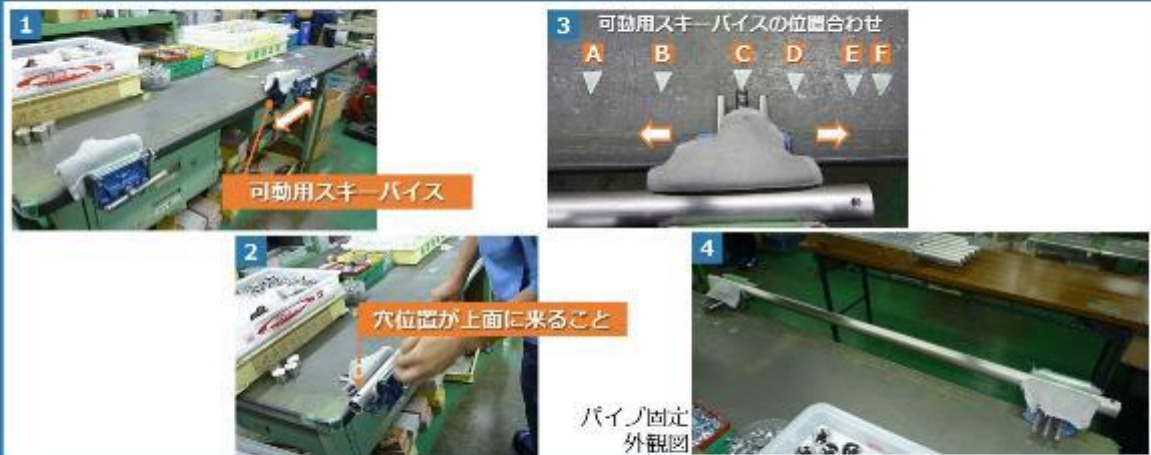 1
可動用スキーバイス
2
穴位置が上面に来ること
3 可動用スキーバイスの位置合わせ
A B C D E F
4
パイプ固定
外観図